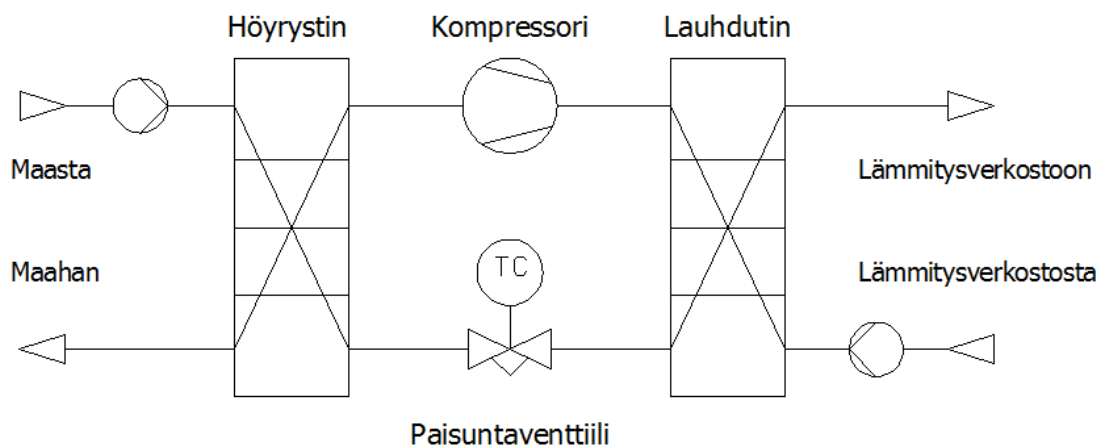 Höyrystin
Kompressori
Lauhdutin
Maasta
Lämmitysverkostoon
Maahan
TC
Lämmitysverkostosta
Paisuntaventtiili